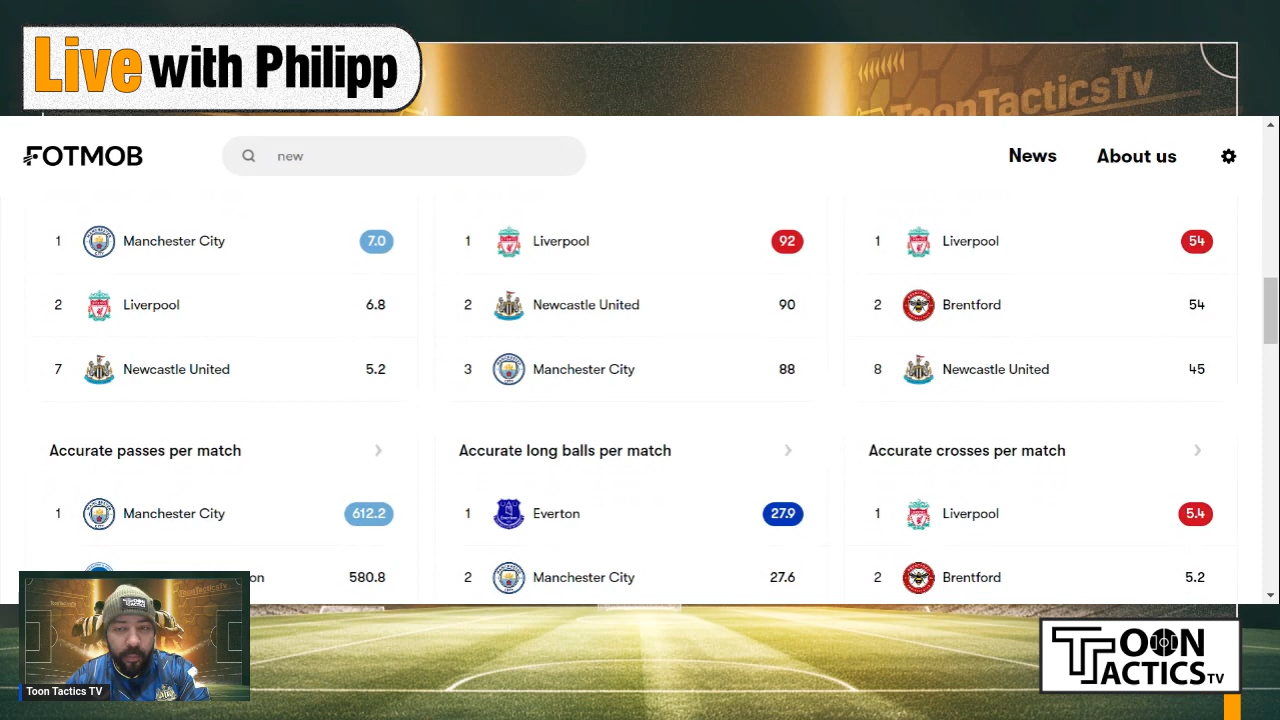 Live with Philipp
ToonTacticsTv
FOTMOB
new
News
About us
1 Manchester City 7.0
2 Liverpool 6.8
7 Newcastle United 5.2
1 Liverpool 92
2 Newcastle United 90
3 Manchester City 88
1 Liverpool 54
2 Brentford 54
8 Newcastle United 45
Accurate passes per match
1 Manchester City 612.2
on 580.8
Accurate long balls per match
1 Everton 27.9
2 Manchester City 27.6
Accurate crosses per match
1 Liverpool 5.4
2 Brentford 5.2
Toon Tactics TV
TOON
TACTICS TV